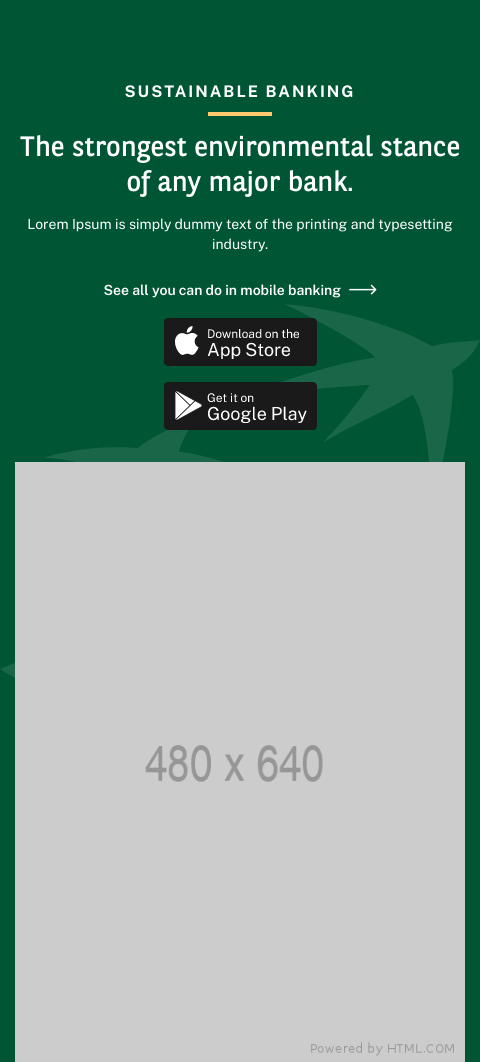 SUSTAINABLE BANKING
The strongest environmental stance
of any major bank.
Lorem Ipsum is simply dummy text of the printing and typesetting
industry.
See all you can do in mobile banking
Download on the
App Store
Get it on
Google Play
480 x 640
Powered by HTML.COM